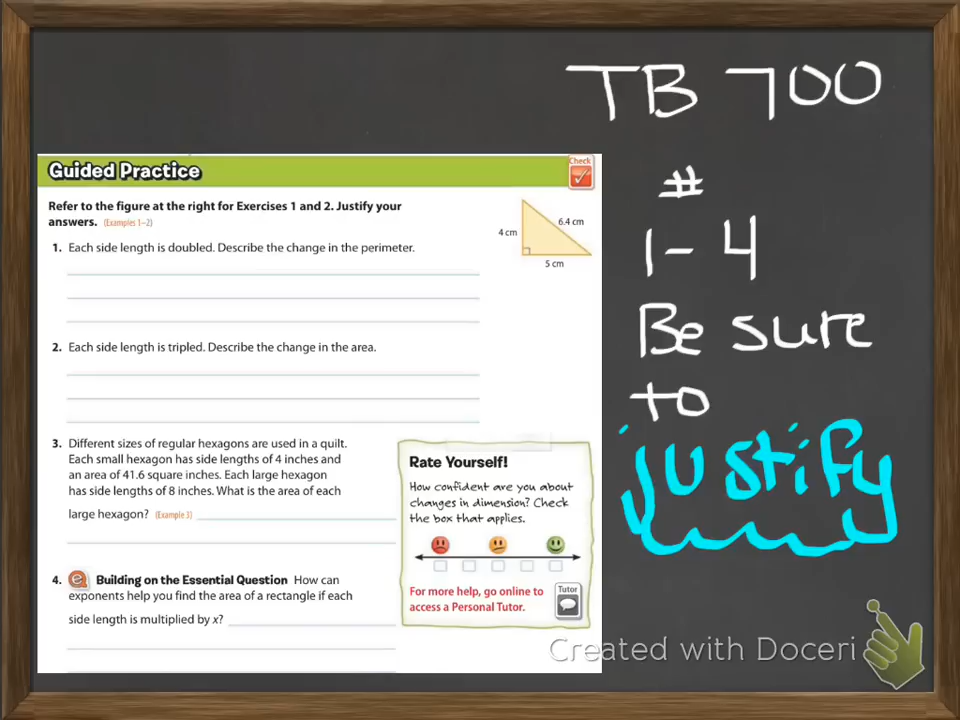 TB 700
#
1-4
Be sure
to
justify
Guided Practice
Check
Refer to the figure at the right for Exercises 1 and 2. Justify your
answers. (Examples 1–2)
4 cm
6.4 cm
5 cm
1. Each side length is doubled. Describe the change in the perimeter.
2. Each side length is tripled. Describe the change in the area.
3. Different sizes of regular hexagons are used in a quilt.
Each small hexagon has side lengths of 4 inches and
an area of 41.6 square inches. Each large hexagon
has side lengths of 8 inches. What is the area of each
large hexagon? (Example 3)
4. e Building on the Essential Question How can
exponents help you find the area of a rectangle if each
side length is multiplied by x?
Rate Yourself!
How confident are you about
changes in dimension? Check
the box that applies.
For more help, go online to
access a Personal Tutor.
Tutor
Created with Doceri